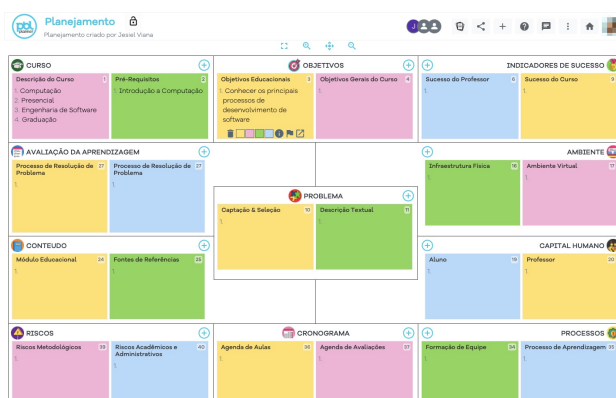 pbl
Planejamento
Planejamento criado por Jesiel Viana
J
CURSO
Descrição do Curso 1
1. Computação
2. Presencial
3. Engenharia de Software
4. Graduação
Pré-Requisitos 2
1. Introdução a Computação
OBJETIVOS
Objetivos Educacionais 3
1. Conhecer os principais
processos de
desenvolvimento de
software
Objetivos Gerais do Curso 4
1.
INDICADORES DE SUCESSO
Sucesso do Professor
1.
Sucesso do Curso 9
1.
AVALIAÇÃO DA APRENDIZAGEM
Processo de Resolução de 27
Problema
1.
Processo de Resolução de 27
Problema
1.
PROBLEMA
Captação & Seleção 10
1.
Descrição Textual 11
1.
AMBIENTE
Infraestrutura Física 16
1.
Ambiente Virtual 17
1.
CONTEUDO
Módulo Educacional 24
1.
Fontes de Referências
1.
CAPITAL HUMANO
Aluno 19
1.
Professor 20
1.
RISCOS
Riscos Metodológicos 39
1.
Riscos Acadêmicos e 40
Administrativos
1.
CRONOGRAMA
Agenda de Aulas 36
1.
Agenda de Avaliações 37
1.
PROCESSOS
Formação de Equipe 34
1.
Processo de Aprendizagem 35
1.